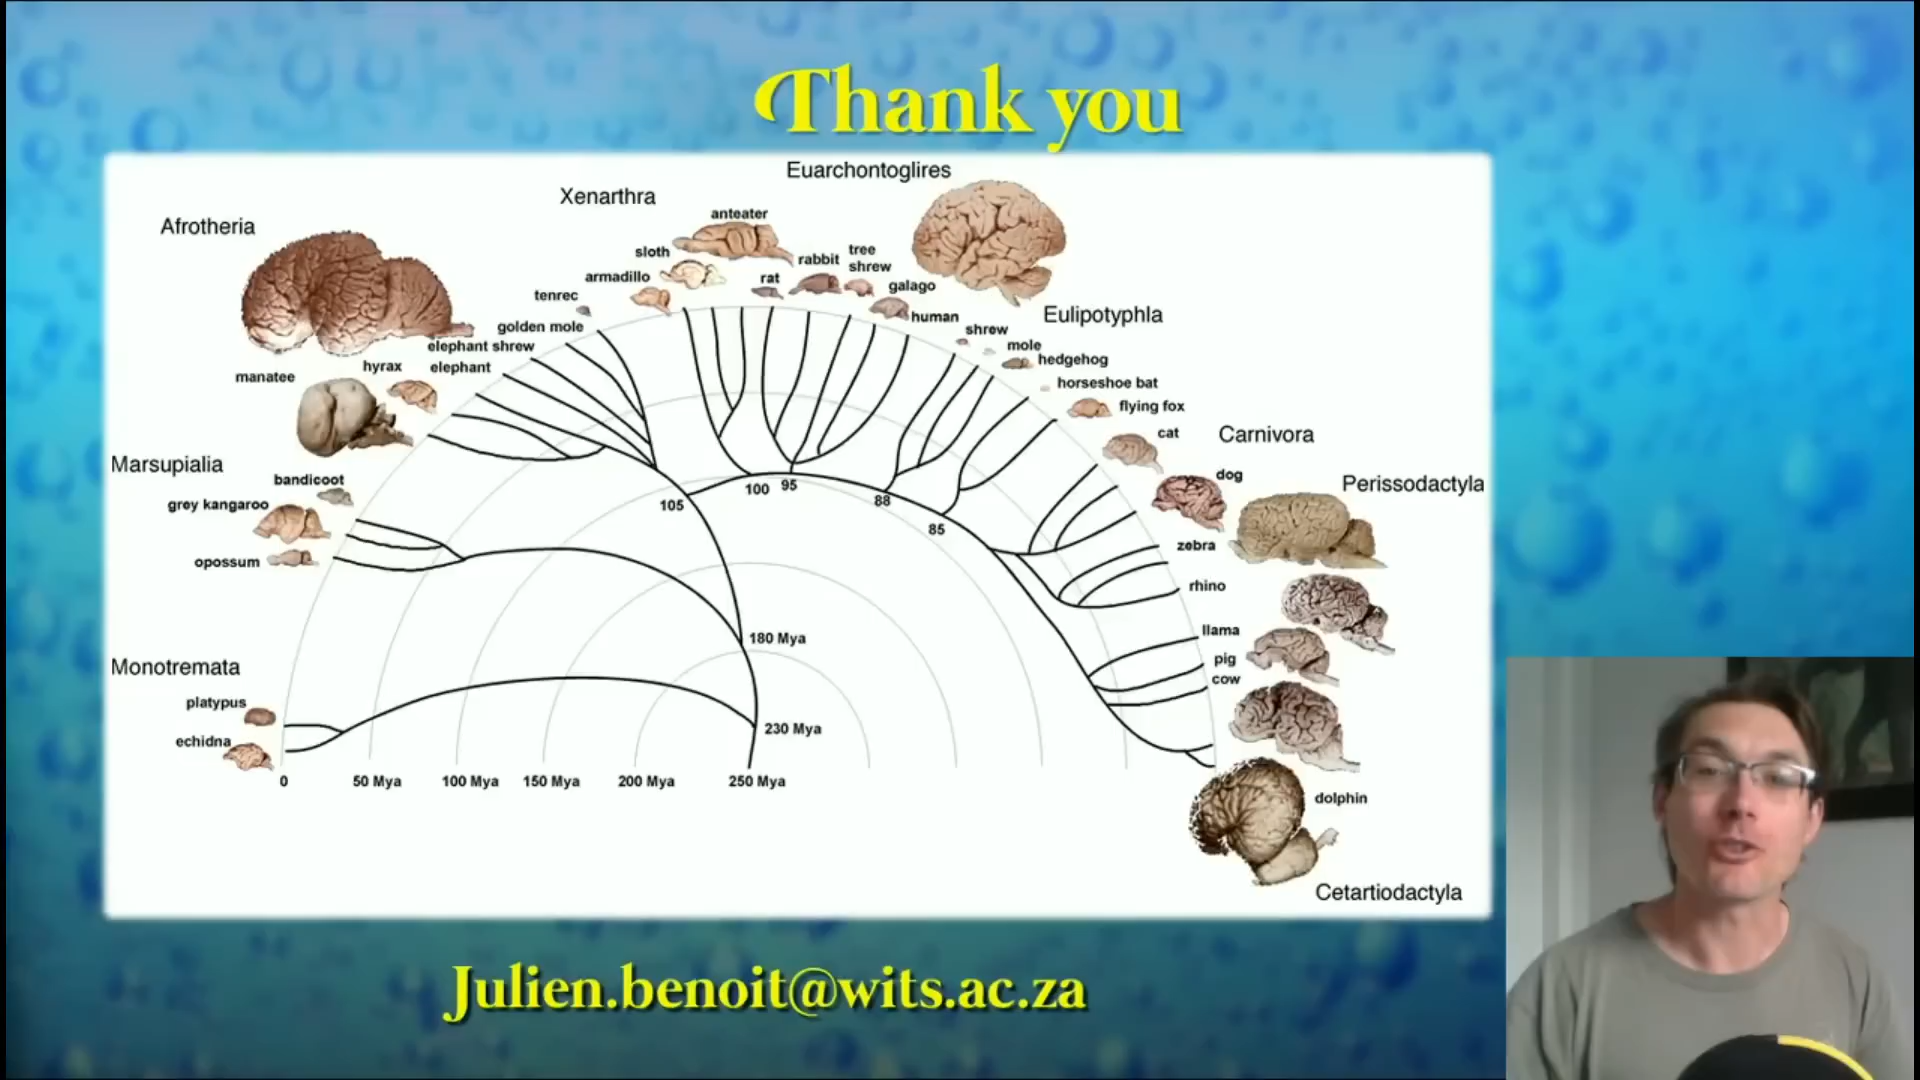 Thank you
Euarchontoglires
Xenarthra
Afrotheria
anteater
sloth
rabbit
tree
shrew
armadillo
rat
galago
tenrec
human
Eulipotyphla
golden mole
shrew
elephant shrew
mole
hyrax
elephant
hedgehog
manatee
horseshoe bat
flying fox
cat
Carnivora
Marsupialia
bandicoot
dog
Perissodactyla
grey kangaroo
100
95
88
105
85
opossum
zebra
rhino
180 Mya
llama
Monotremata
pig
cow
platypus
230 Mya
echidna
0
50 Mya
100 Mya
150 Mya
200 Mya
250 Mya
dolphin
Cetartiodactyla
Julien.benoit@wits.ac.za